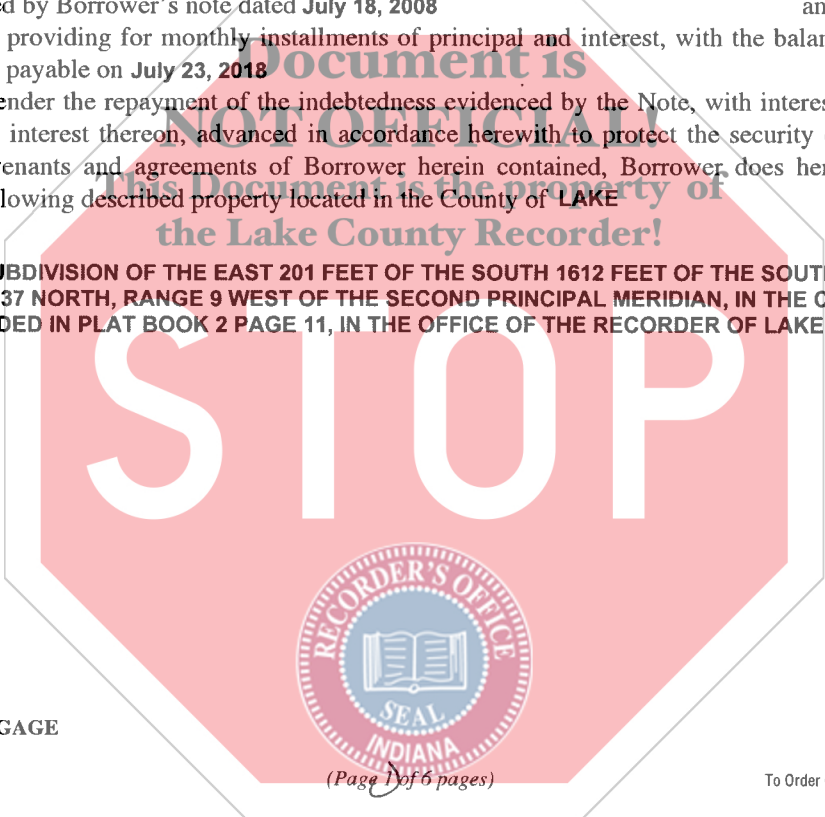 ed by Borrower's note dated July 18, 2008 an
providing for monthly installments of principal and interest, with the balan
payable on July 23, 2018
Document is
ender the repayment of the indebtedness evidenced by the Note, with interes
NOT OFFICIAL!
interest thereon, advanced in accordance herewith to protect the security
enants and agreements of Borrower herein contained, Borrower does her
This Document is the property of
lowing described property located in the County of LAKE
the Lake County Recorder!
UBDIVISION OF THE EAST 201 FEET OF THE SOUTH 1612 FEET OF THE SOUT
37 NORTH, RANGE 9 WEST OF THE SECOND PRINCIPAL MERIDIAN, IN THE C
DED IN PLAT BOOK 2 PAGE 11, IN THE OFFICE OF THE RECORDER OF LAKE
STOP
RECORDER'S OFFICE
SEAL
INDIANA
GAGE
(Page 1 of 6 pages)
To Order